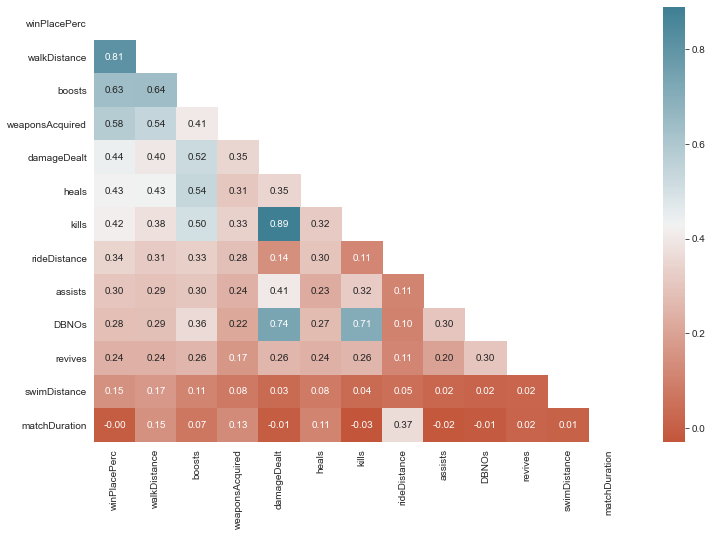 winPlacePerc
walkDistance 0.81
boosts 0.63 0.64
weaponsAcquired 0.58 0.54 0.41
damageDealt 0.44 0.40 0.52 0.35
heals 0.43 0.43 0.54 0.31 0.35
kills 0.42 0.38 0.50 0.33 0.89 0.32
rideDistance 0.34 0.31 0.33 0.28 0.14 0.30 0.11
assists 0.30 0.29 0.30 0.24 0.41 0.23 0.32 0.11
DBNOs 0.28 0.29 0.36 0.22 0.74 0.27 0.71 0.10 0.30
revives 0.24 0.24 0.26 0.17 0.26 0.24 0.26 0.11 0.20 0.30
swimDistance 0.15 0.17 0.11 0.08 0.03 0.08 0.04 0.05 0.02 0.02 0.02
matchDuration -0.00 0.15 0.07 0.13 -0.01 0.11 -0.03 0.37 -0.02 -0.01 0.02 0.01
winPlacePerc
walkDistance
boosts
weaponsAcquired
damageDealt
heals
kills
rideDistance
assists
DBNOs
revives
swimDistance
matchDuration
0.8
0.6
0.4
0.2
0.0